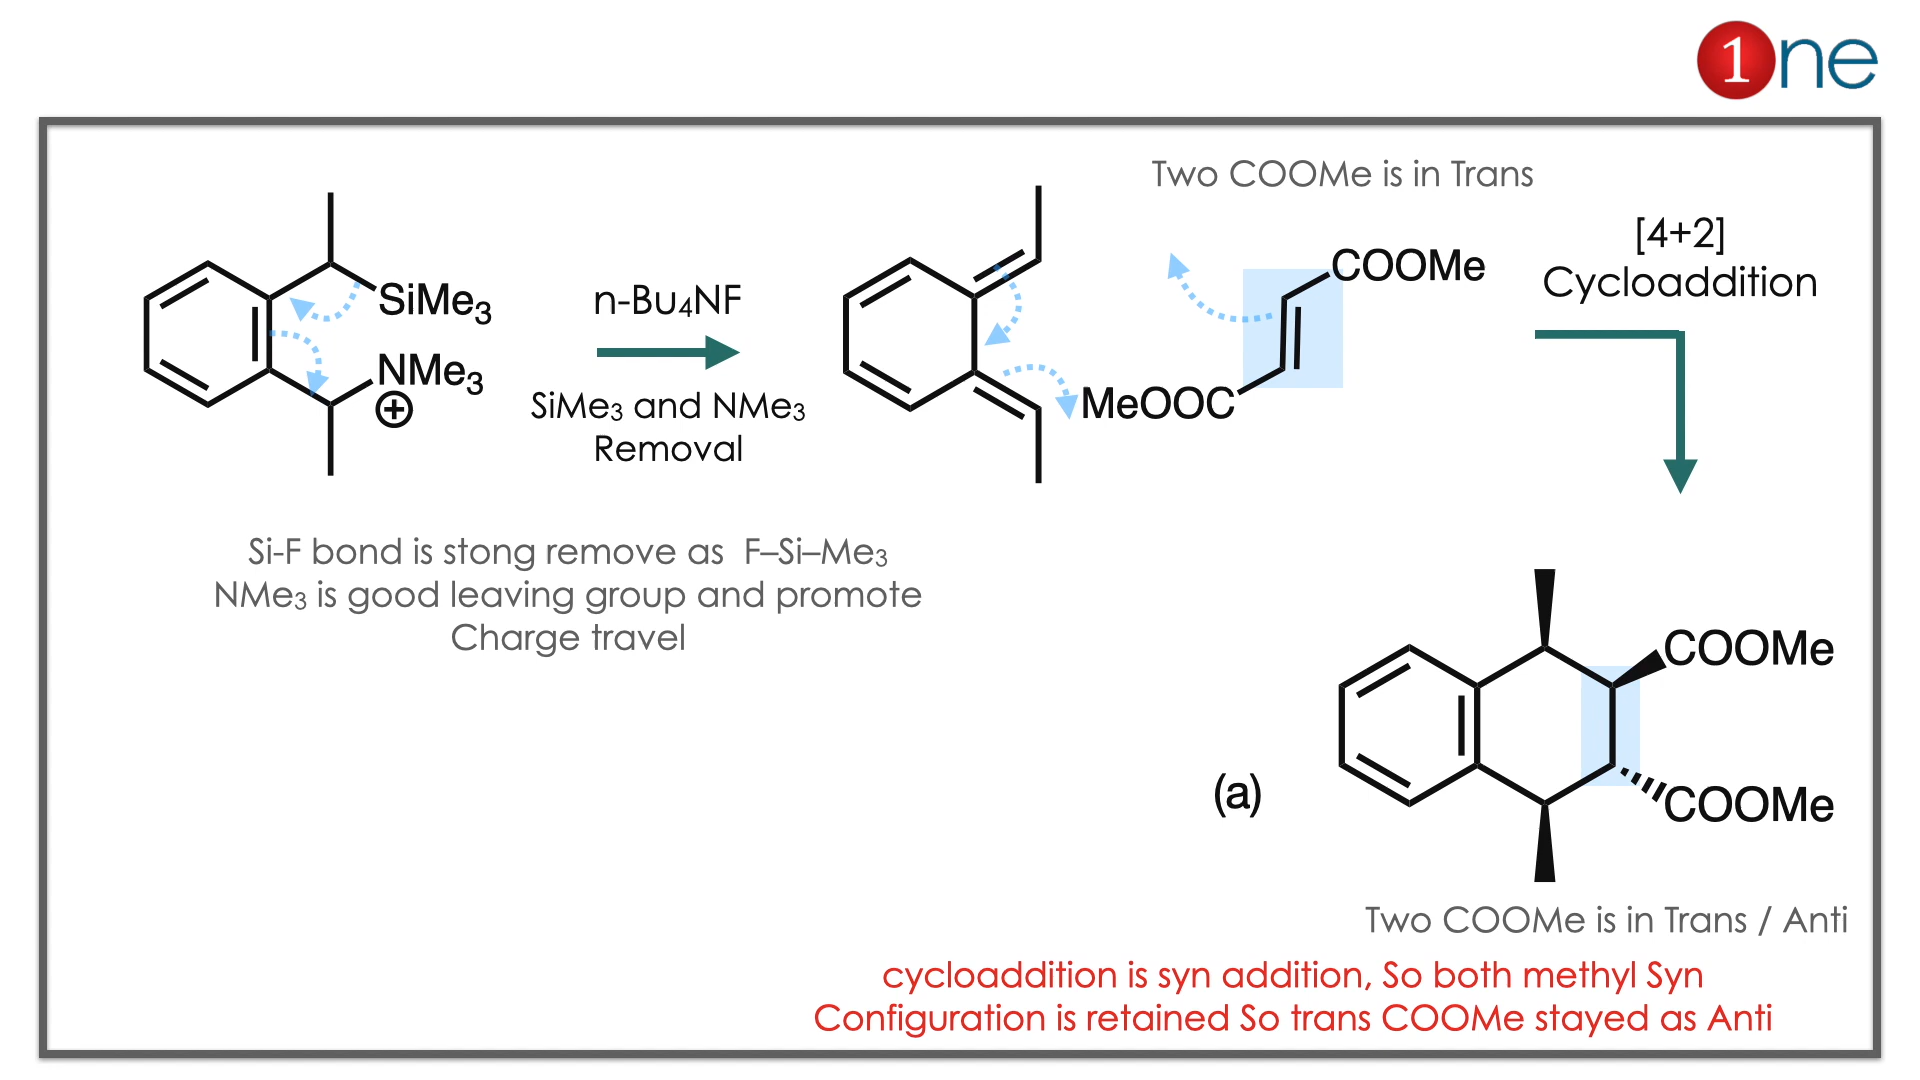 1ne
Two COOMe is in Trans
[4+2]
Cycloaddition
COOMe
SiMe3
n-Bu4NF
NMe3
⊕
SiMe3 and NMe3
Removal
MeOOC
Si-F bond is stong remove as F–Si–Me3
NMe3 is good leaving group and promote
Charge travel
COOMe
(a)
COOMe
Two COOMe is in Trans / Anti
cycloaddition is syn addition, So both methyl Syn
Configuration is retained So trans COOMe stayed as Anti